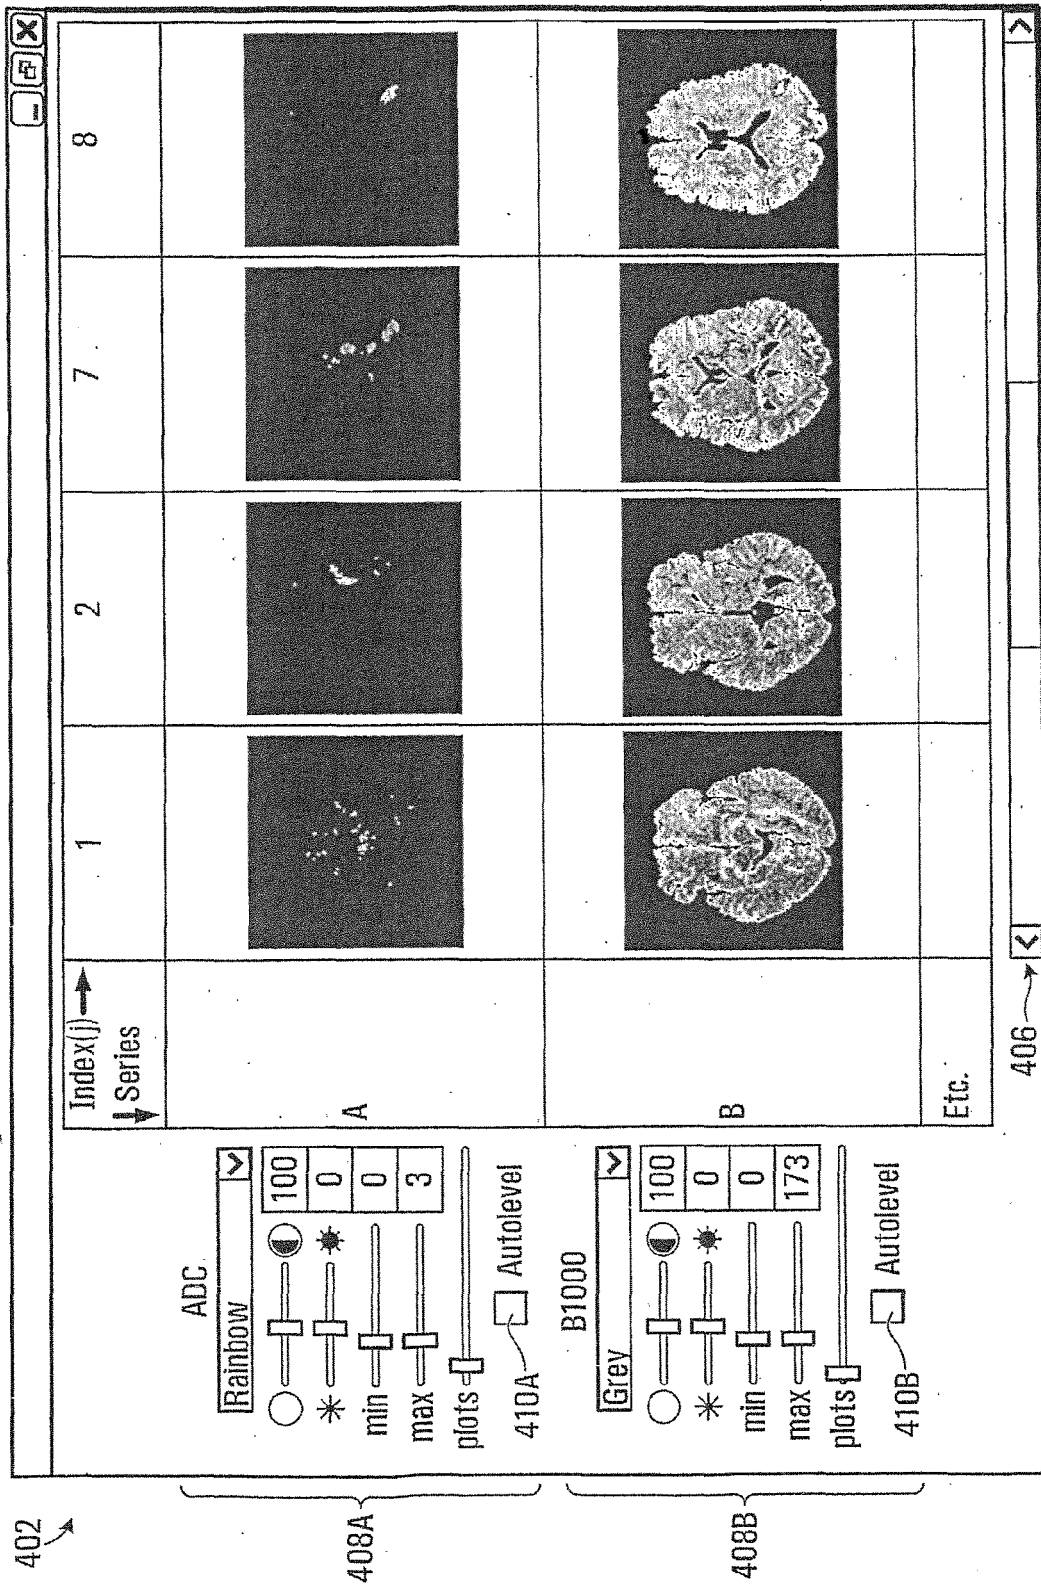 402
Index(j)
Series
1
2
7
8
408A
ADC
Rainbow
100
0
min
0
max
3
plots
410A
Autolevel
A
408B
B1000
Grey
100
0
min
0
max
173
plots
410B
Autolevel
B
Etc.
406